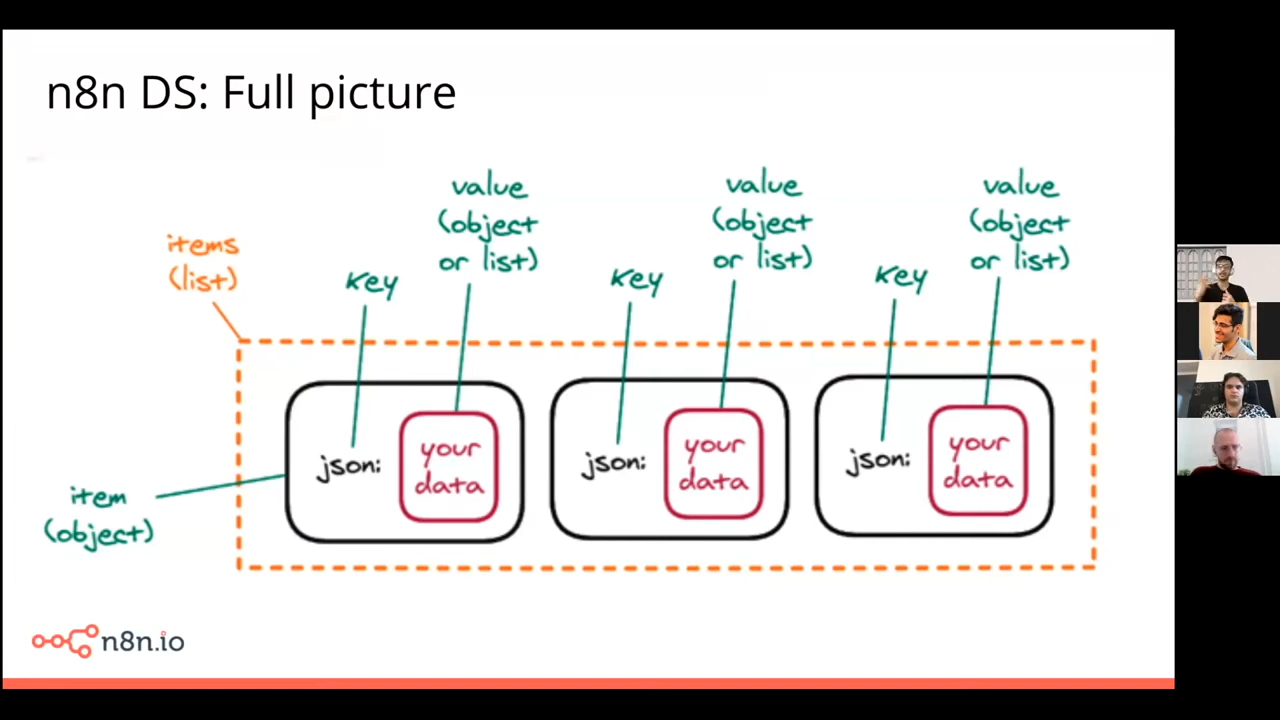 n8n DS: Full picture
items
(list)
key
value
(object
or list)
key
value
(object
or list)
key
value
(object
or list)
json:
your
data
json:
your
data
json:
your
data
item
(object)
n8n.io